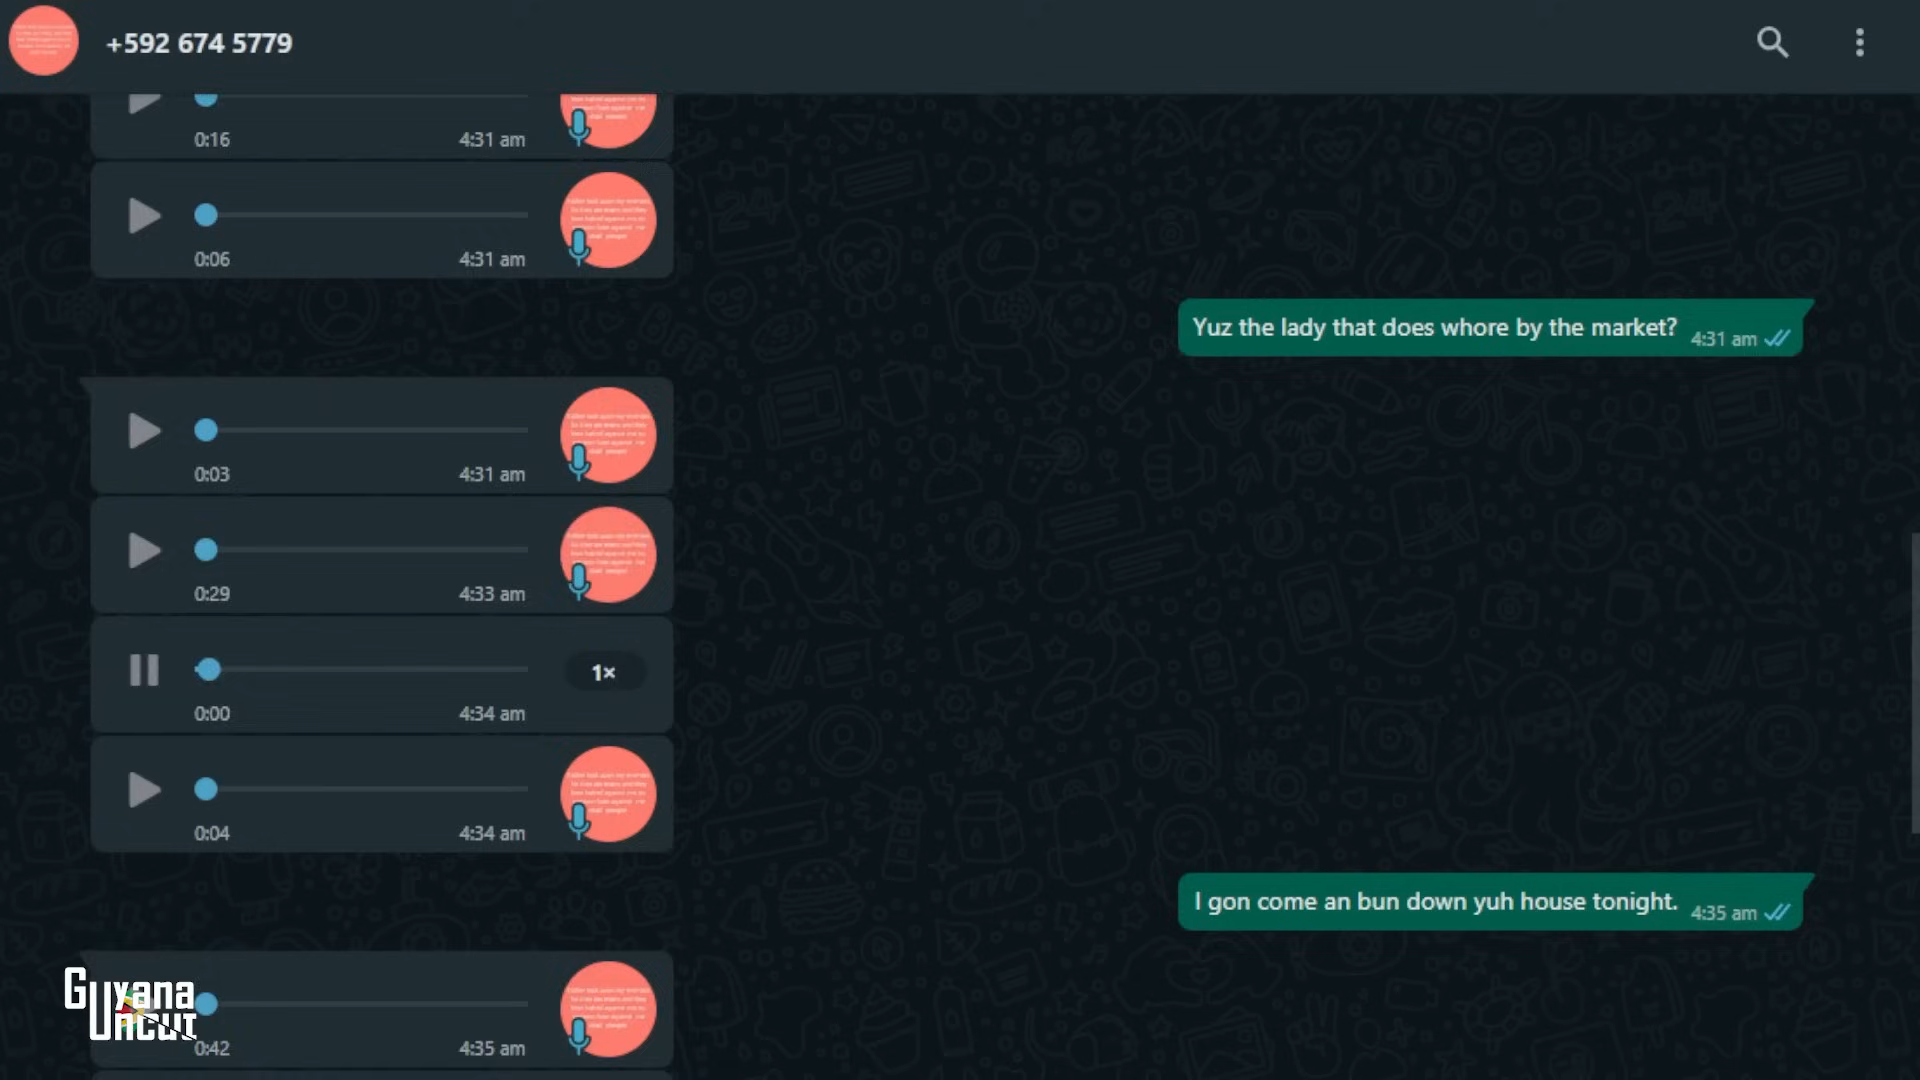 +592 674 5779
0:16 4:31 am
0:06 4:31 am
Yuz the lady that does whore by the market? 4:31 am
0:03 4:31 am
0:29 4:33 am
1×
0:00 4:34 am
0:04 4:34 am
I gon come an bun down yuh house tonight. 4:35 am
Guyana
Uncut
0:42 4:35 am